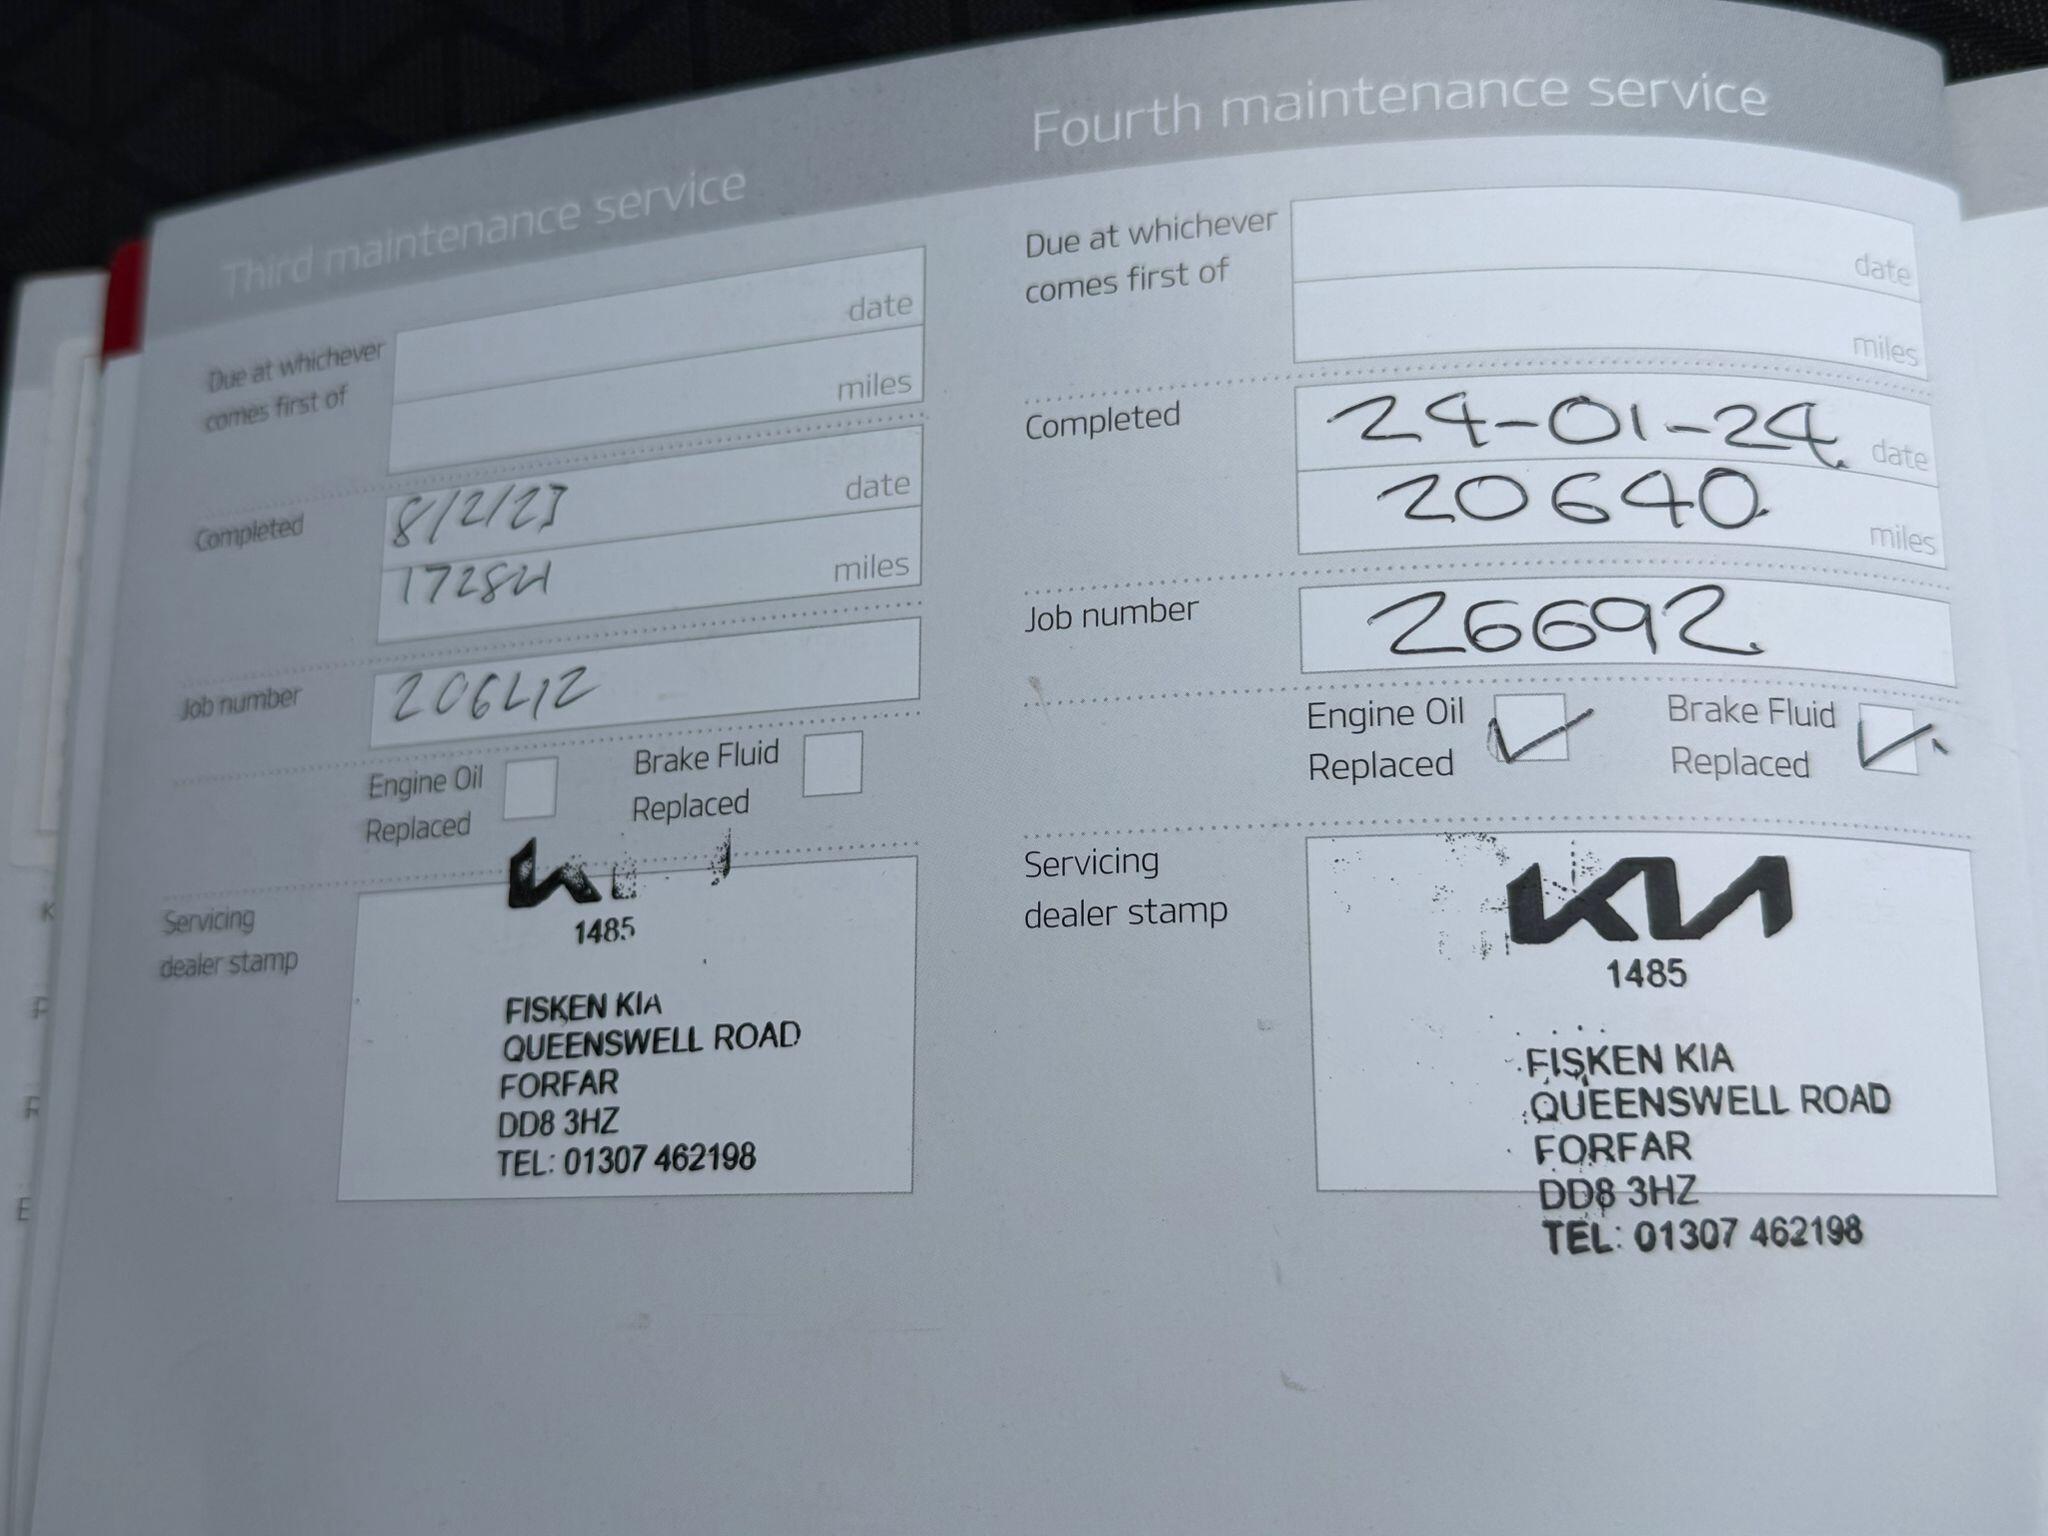 Third maintenance service
Due at whichever
comes first of
date
miles
Completed
8/2/23
date
17284
miles
Job number
20642
Engine Oil
Replaced
Brake Fluid
Replaced
Servicing
dealer stamp
1485
FISKEN KIA
QUEENSWELL ROAD
FORFAR
DD8 3HZ
TEL: 01307 462198
Fourth maintenance service
Due at whichever
comes first of
date
miles
Completed
24-01-24
date
20640
miles
Job number
26692
Engine Oil
Replaced
Brake Fluid
Replaced
Servicing
dealer stamp
KIA
1485
FISKEN KIA
QUEENSWELL ROAD
FORFAR
DD8 3HZ
TEL: 01307 462198